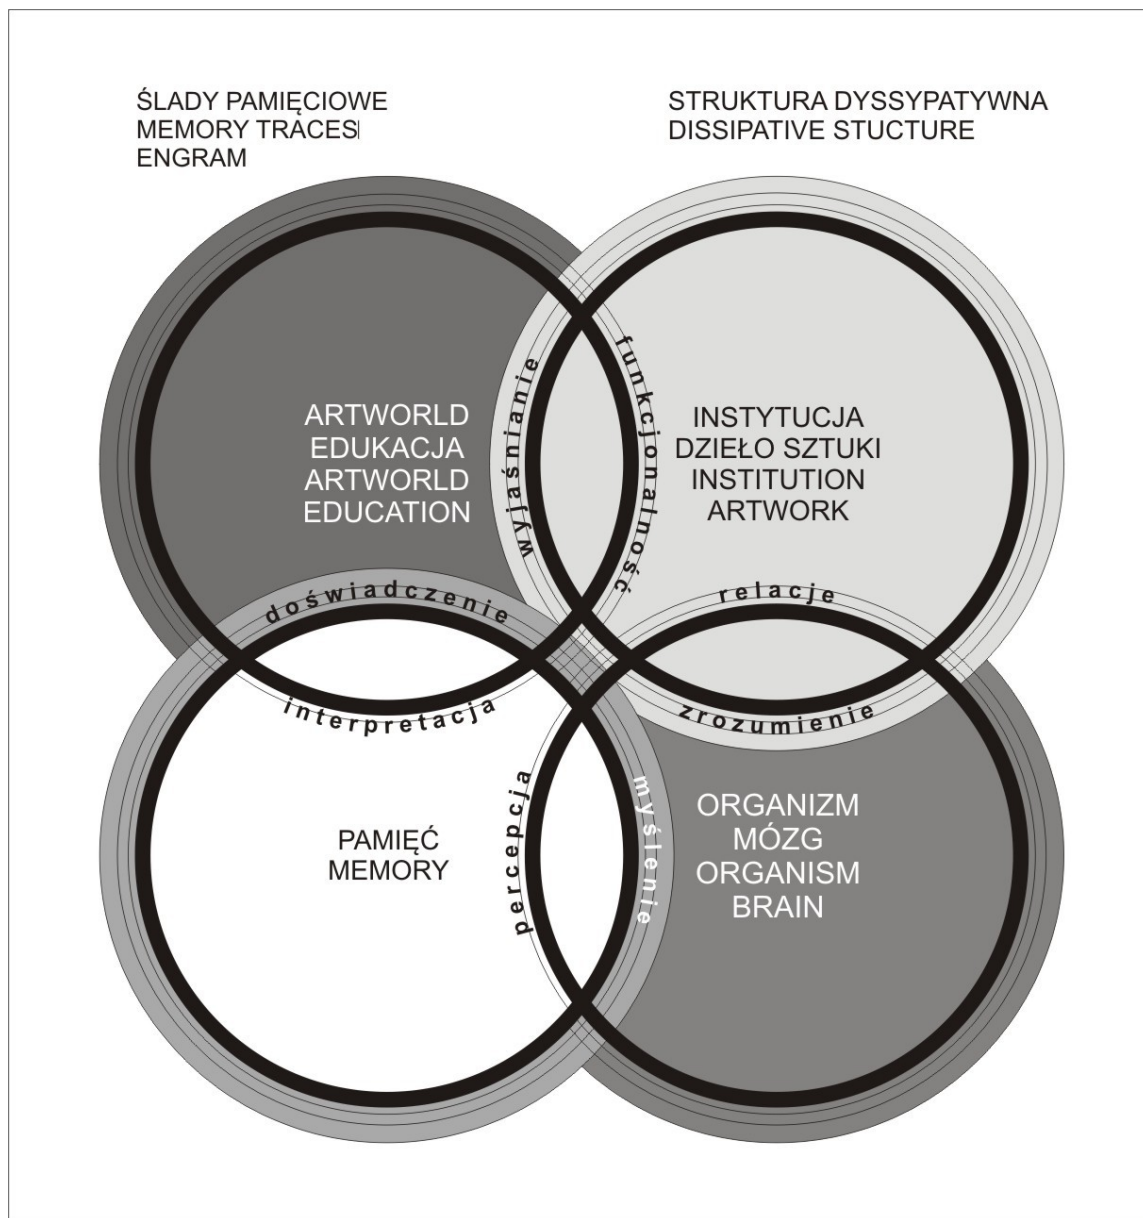 ŚLADY PAMIĘCIOWE
MEMORY TRACES
ENGRAM
STRUKTURA DYSSYPATYWNA
DISSIPATIVE STUCTURE
ARTWORLD
EDUKACJA
ARTWORLD
EDUCATION
wyjaśnianie
funkcjonalność
INSTYTUCJA
DZIEŁO SZTUKI
INSTITUTION
ARTWORK
doświadczenie
relacje
interpretacja
zrozumienie
PAMIĘĆ
MEMORY
percepcja
myślenie
ORGANIZM
MÓZG
ORGANISM
BRAIN